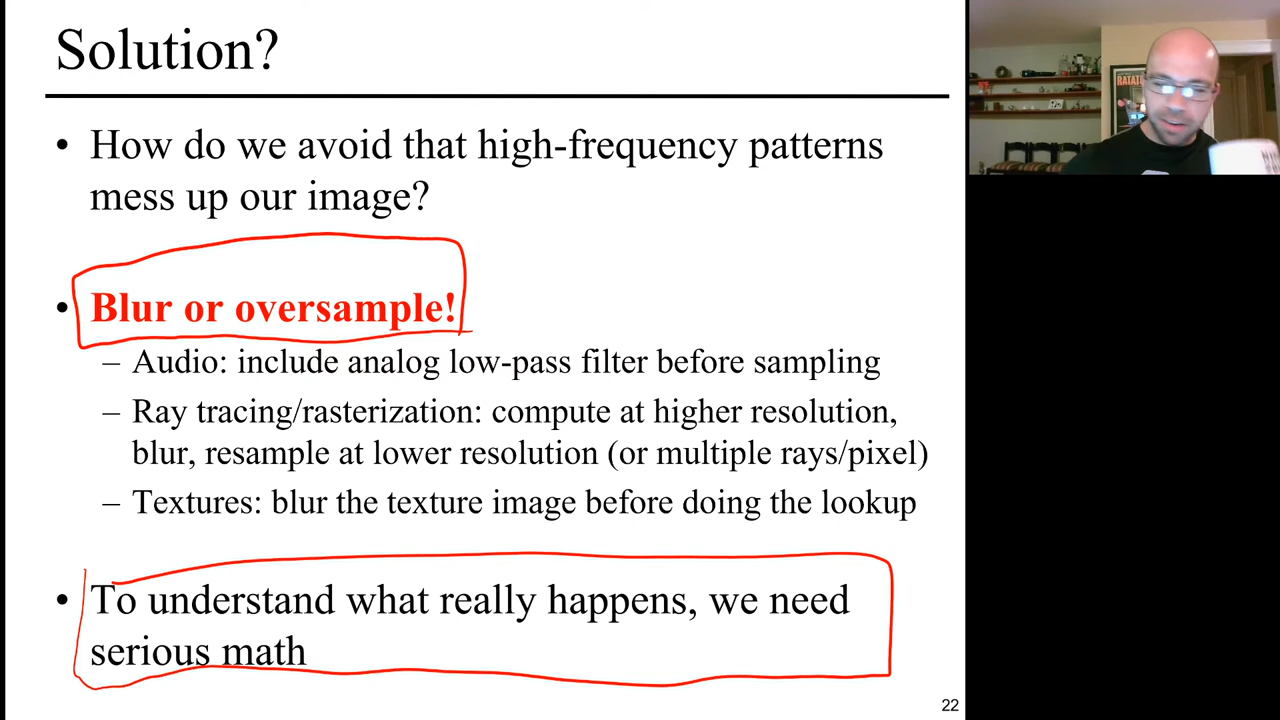 Solution?
• How do we avoid that high-frequency patterns
mess up our image?
• Blur or oversample!
– Audio: include analog low-pass filter before sampling
– Ray tracing/rasterization: compute at higher resolution,
blur, resample at lower resolution (or multiple rays/pixel)
– Textures: blur the texture image before doing the lookup
• To understand what really happens, we need
serious math
22
RATAT